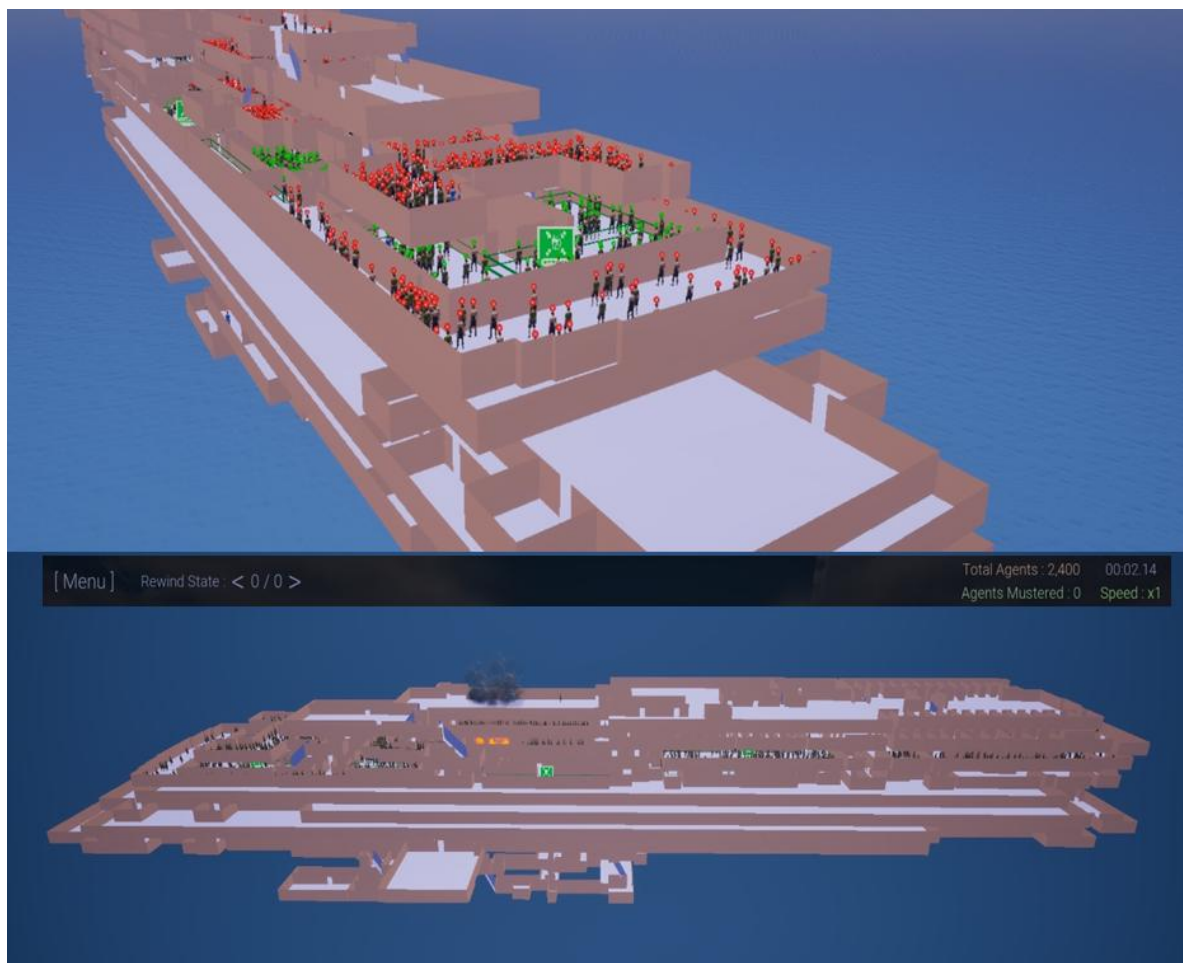 [ Menu ] Rewind State : < 0 / 0 >
Total Agents : 2,400 00:02.14
Agents Mustered : 0 Speed : x1